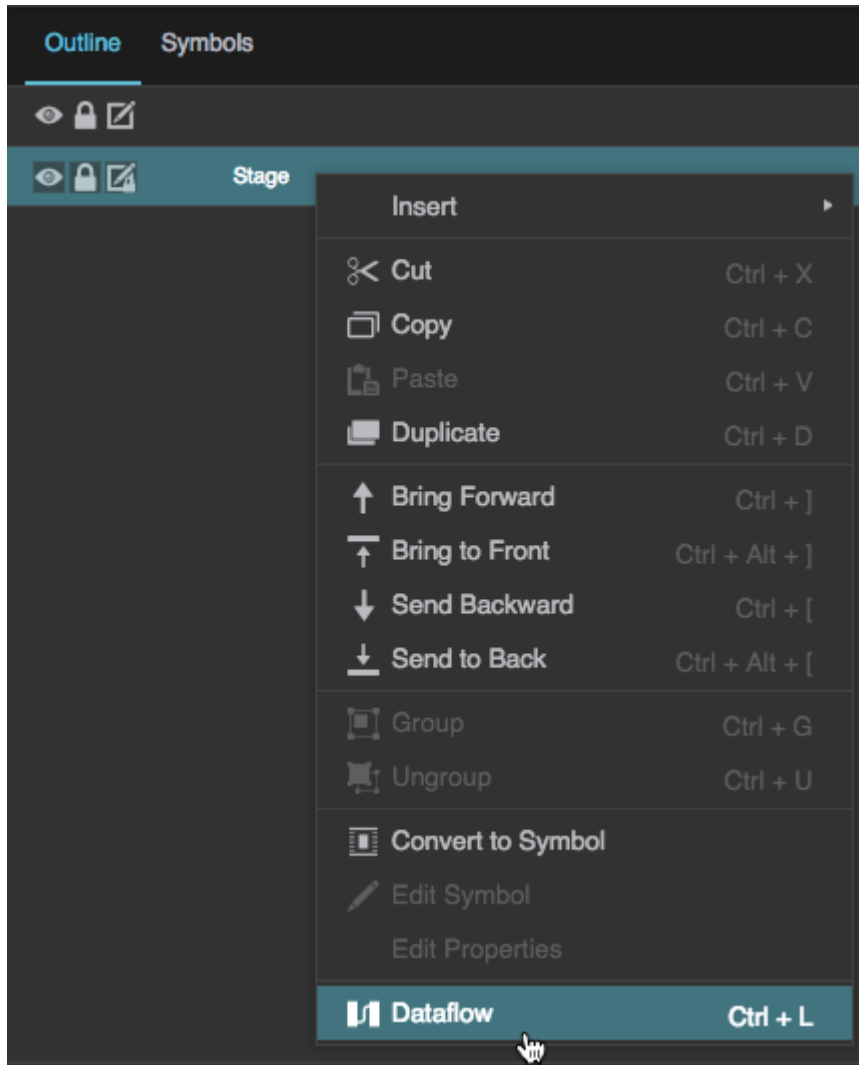 Outline Symbols
Stage
Insert
Cut Ctrl + X
Copy Ctrl + C
Paste Ctrl + V
Duplicate Ctrl + D
Bring Forward Ctrl + ]
Bring to Front Ctrl + Alt + ]
Send Backward Ctrl + [
Send to Back Ctrl + Alt + [
Group Ctrl + G
Ungroup Ctrl + U
Convert to Symbol
Edit Symbol
Edit Properties
Dataflow Ctrl + L